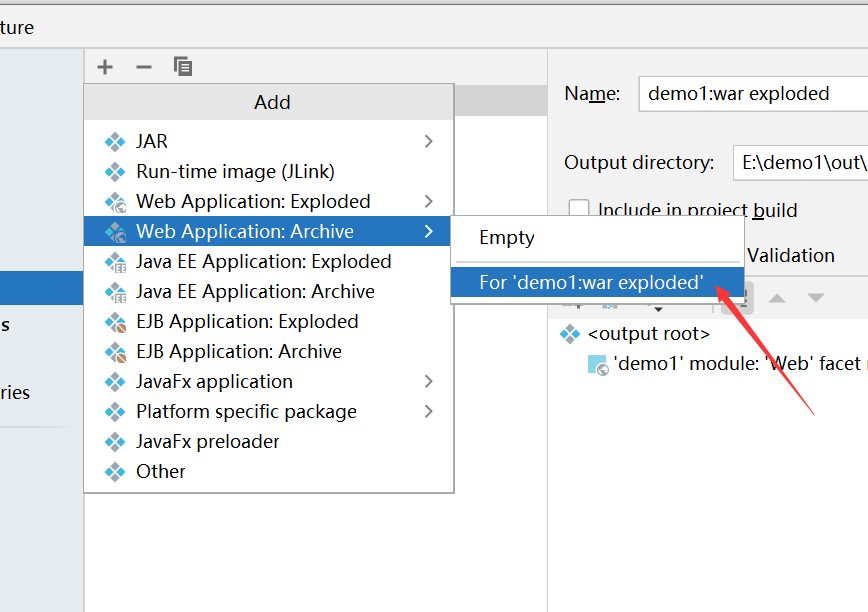 ture
Add
JAR
Run-time image (JLink)
Web Application: Exploded
Web Application: Archive
Java EE Application: Exploded
Java EE Application: Archive
EJB Application: Exploded
EJB Application: Archive
JavaFx application
Platform specific package
JavaFx preloader
Other
s
ries
Empty
For 'demo1:war exploded'
Name: demo1:war exploded
Output directory: E:\demo1\out\
Include in project build
Validation
<output root>
'demo1' module: 'Web' facet